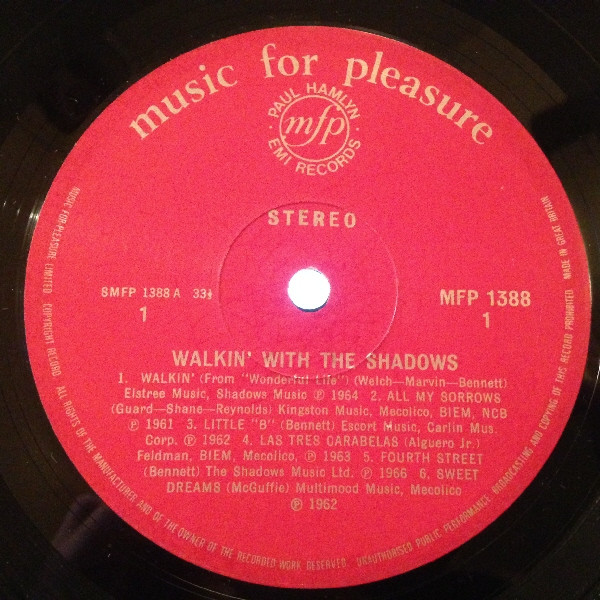 music for pleasure
PAUL HAMLYN
mfp
EMI RECORDS
STEREO
SMFP 1388 A 33⅓
1
MFP 1388
1
WALKIN' WITH THE SHADOWS
1. WALKIN' (From "Wonderful Life") (Welch—Marvin—Bennett)
Elstree Music, Shadows Music ℗ 1964 2. ALL MY SORROWS
(Guard—Shane—Reynolds) Kingston Music, Mecolico, BIEM, NCB
℗ 1961 3. LITTLE "B" (Bennett) Escort Music, Carlin Mus.
Corp. ℗ 1962 4. LAS TRES CARABELAS (Alguero Jr.)
Feldman, BIEM, Mecolico, ℗ 1963 5. FOURTH STREET
(Bennett) The Shadows Music Ltd. ℗ 1966 6. SWEET
DREAMS (McGuffie) Multimood Music, Mecolico
℗ 1962
MUSIC FOR PLEASURE LIMITED. COPYRIGHT RECORD. ALL RIGHTS OF THE MANUFACTURER AND OF THE OWNER OF THE RECORDED WORK RESERVED. UNAUTHORISED PUBLIC PERFORMANCE, BROADCASTING AND COPYING OF THIS RECORD PROHIBITED. MADE IN GREAT BRITAIN